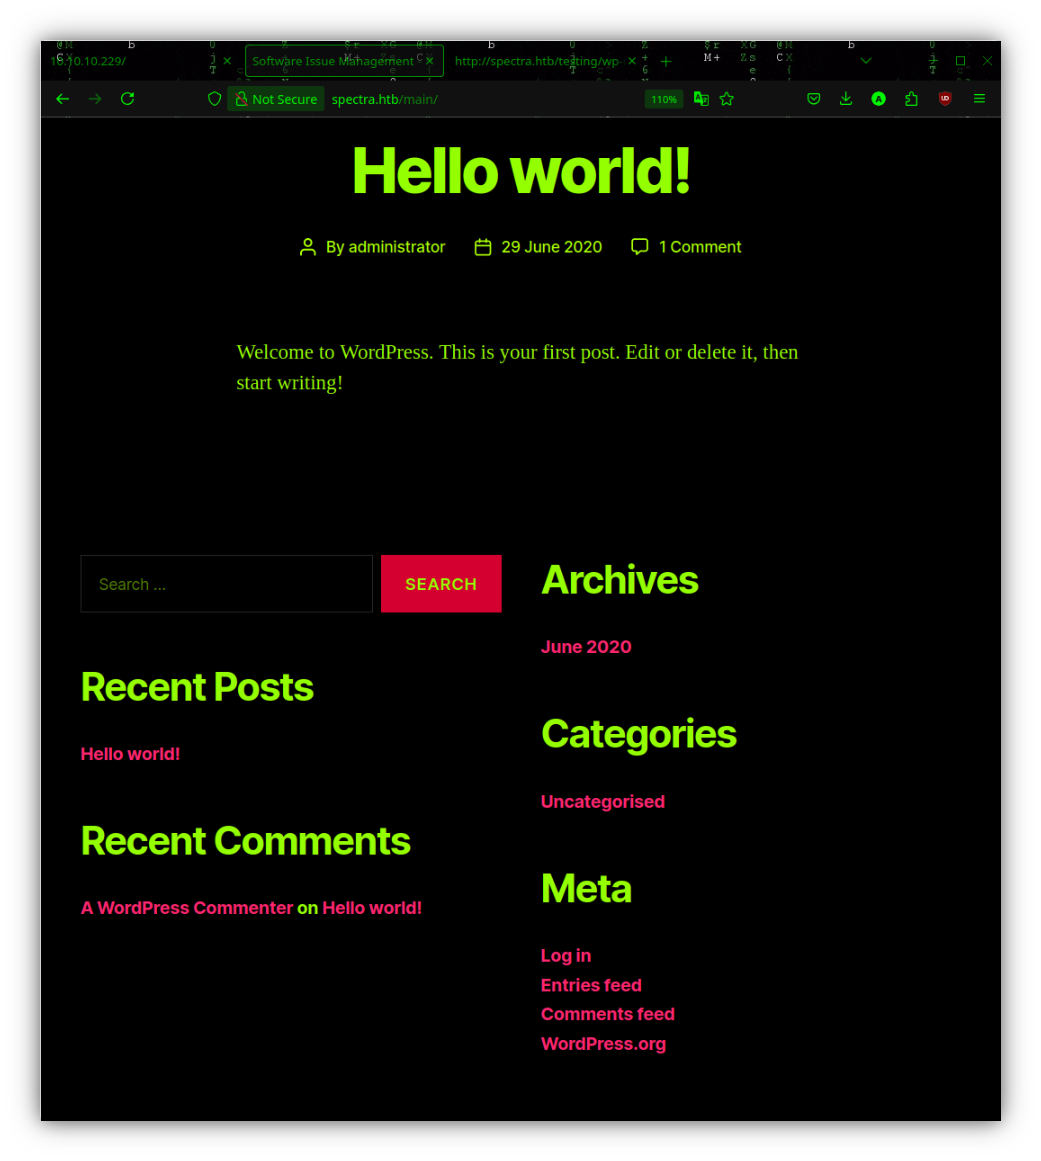 10.10.10.229/
Software Issue Management
http://spectra.htb/testing/wp-
Not Secure
spectra.htb/main/
110%
Hello world!
By administrator
29 June 2020
1 Comment
Welcome to WordPress. This is your first post. Edit or delete it, then
start writing!
Search …
SEARCH
Recent Posts
Hello world!
Recent Comments
A WordPress Commenter on Hello world!
Archives
June 2020
Categories
Uncategorised
Meta
Log in
Entries feed
Comments feed
WordPress.org